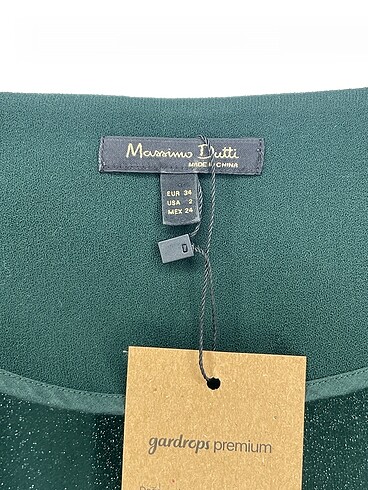 Massimo Dutti
MADE IN CHINA
EUR 34
USA 2
MEX 24
gardrops premium